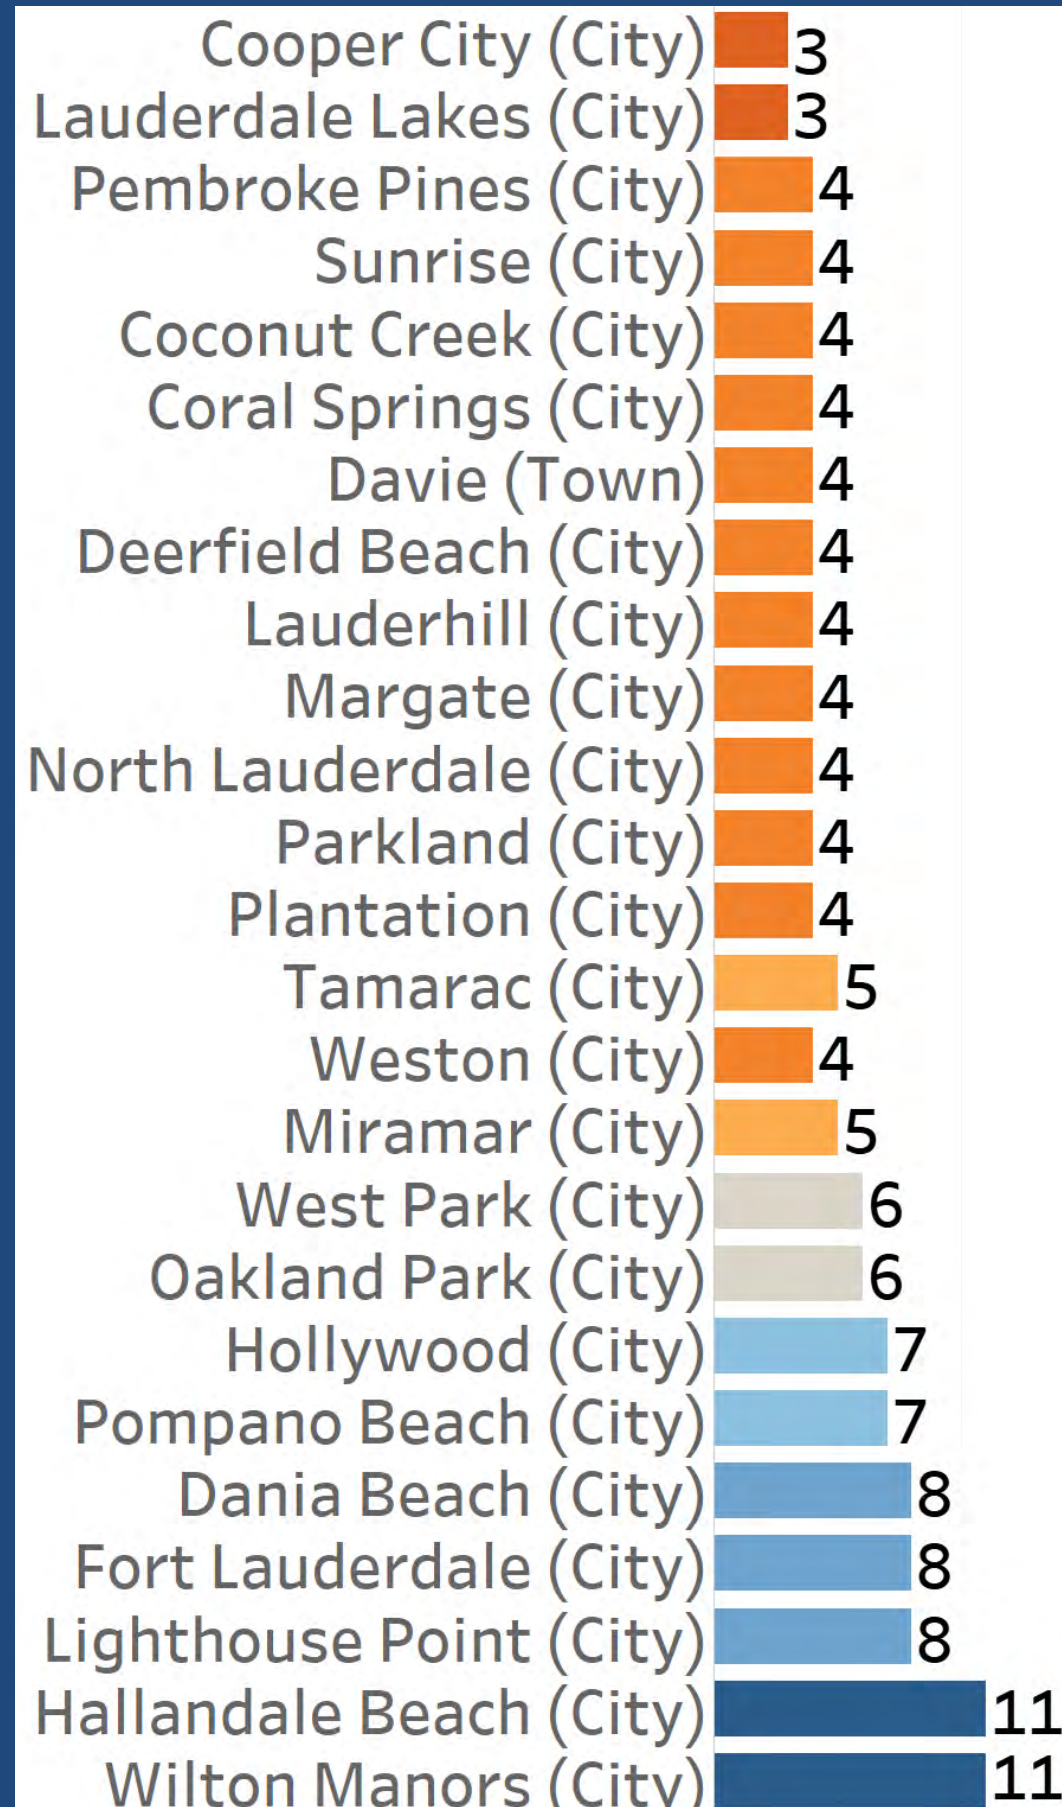 Cooper City (City) 3
Lauderdale Lakes (City) 3
Pembroke Pines (City) 4
Sunrise (City) 4
Coconut Creek (City) 4
Coral Springs (City) 4
Davie (Town) 4
Deerfield Beach (City) 4
Lauderhill (City) 4
Margate (City) 4
North Lauderdale (City) 4
Parkland (City) 4
Plantation (City) 4
Tamarac (City) 5
Weston (City) 4
Miramar (City) 5
West Park (City) 6
Oakland Park (City) 6
Hollywood (City) 7
Pompano Beach (City) 7
Dania Beach (City) 8
Fort Lauderdale (City) 8
Lighthouse Point (City) 8
Hallandale Beach (City) 11
Wilton Manors (City) 11